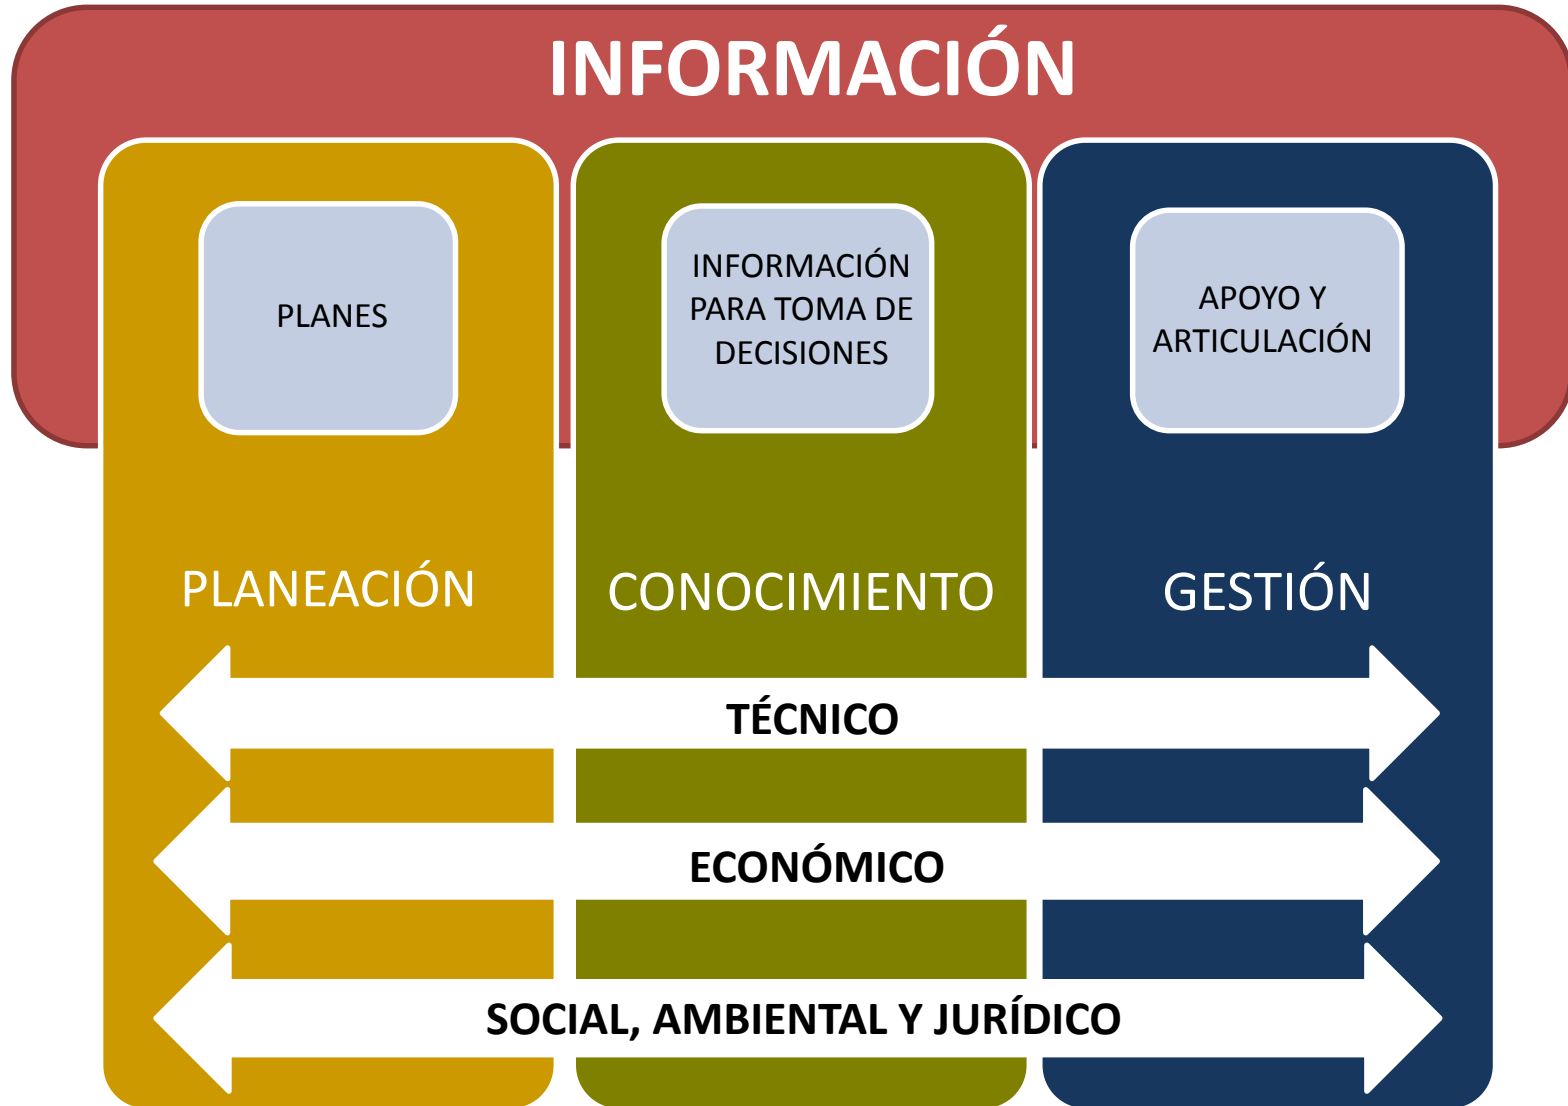 INFORMACIÓN
PLANES
INFORMACIÓN
PARA TOMA DE
DECISIONES
APOYO Y
ARTICULACIÓN
PLANEACIÓN
CONOCIMIENTO
GESTIÓN
TÉCNICO
ECONÓMICO
SOCIAL, AMBIENTAL Y JURÍDICO